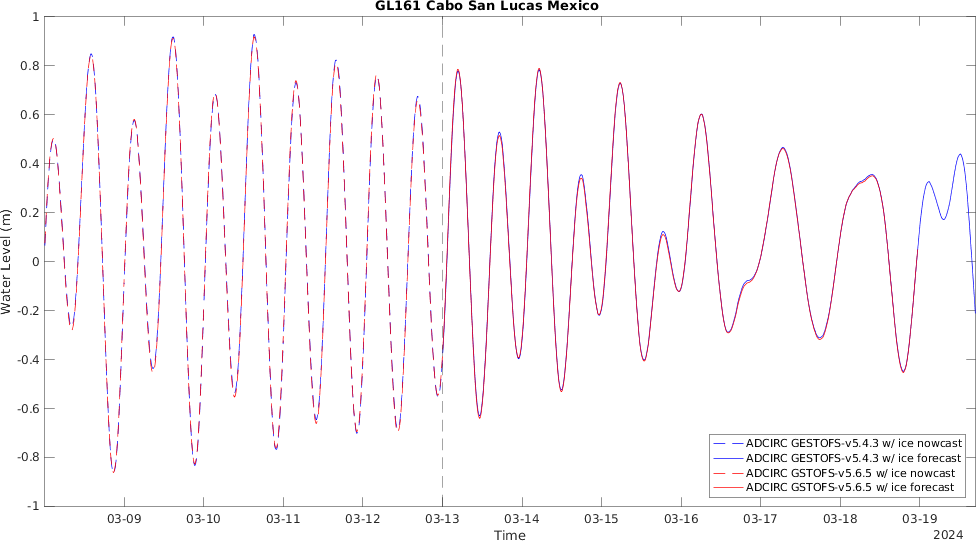 GL161 Cabo San Lucas Mexico
1
0.8
0.6
0.4
0.2
0
-0.2
-0.4
-0.6
-0.8
-1
Water Level (m)
ADCIRC GESTOFS-v5.4.3 w/ ice nowcast
ADCIRC GESTOFS-v5.4.3 w/ ice forecast
ADCIRC GSTOFS-v5.6.5 w/ ice nowcast
ADCIRC GSTOFS-v5.6.5 w/ ice forecast
03-09 03-10 03-11 03-12 03-13 03-14 03-15 03-16 03-17 03-18 03-19
Time
2024